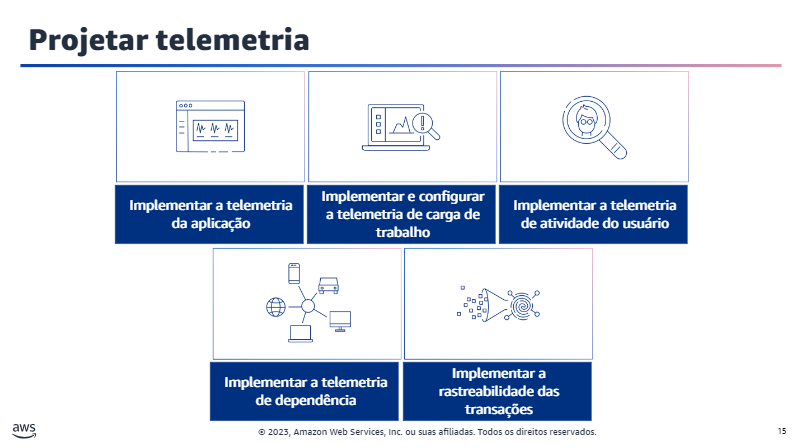 Projetar telemetria
Implementar a telemetria
da aplicação
Implementar e configurar
a telemetria de carga de
trabalho
Implementar a telemetria
de atividade do usuário
Implementar a telemetria
de dependência
Implementar a
rastreabilidade das
transações
aws
© 2023, Amazon Web Services, Inc. ou suas afiliadas. Todos os direitos reservados.
15